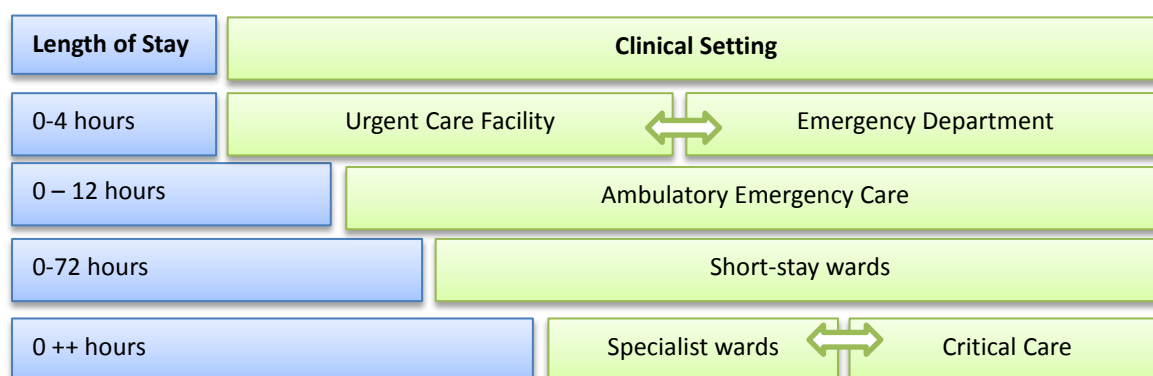 Length of Stay
Clinical Setting
0-4 hours
Urgent Care Facility
Emergency Department
0 – 12 hours
Ambulatory Emergency Care
0-72 hours
Short-stay wards
0 ++ hours
Specialist wards
Critical Care